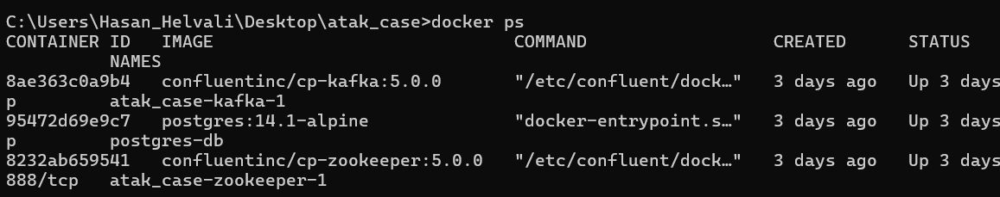 C:\Users\Hasan_Helvali\Desktop\atak_case>docker ps
CONTAINER ID   IMAGE                             COMMAND                  CREATED      STATUS
          NAMES
8ae363c0a9b4   confluentinc/cp-kafka:5.0.0       "/etc/confluent/dock…"   3 days ago   Up 3 days
p         atak_case-kafka-1
95472d69e9c7   postgres:14.1-alpine              "docker-entrypoint.s…"   3 days ago   Up 3 days
p         postgres-db
8232ab659541   confluentinc/cp-zookeeper:5.0.0   "/etc/confluent/dock…"   3 days ago   Up 3 days
888/tcp   atak_case-zookeeper-1